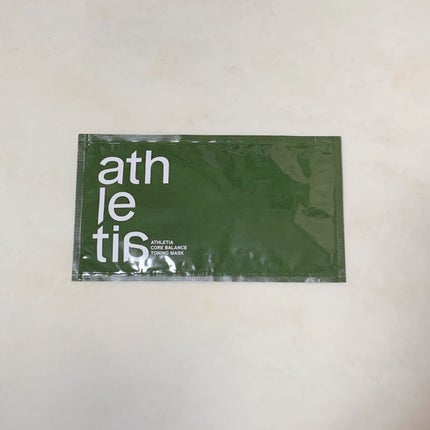 ath
le
tia
ATHLETIA
CORE BALANCE
TONING MASK